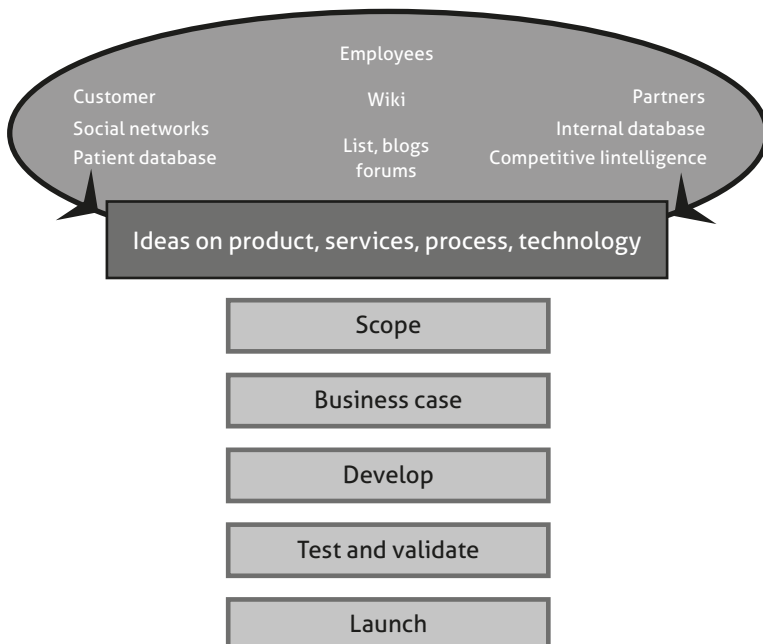 Employees
Customer
Wiki
Partners
Social networks
Internal database
List, blogs
forums
Patient database
Competitive Iintelligence
Ideas on product, services, process, technology
Scope
Business case
Develop
Test and validate
Launch